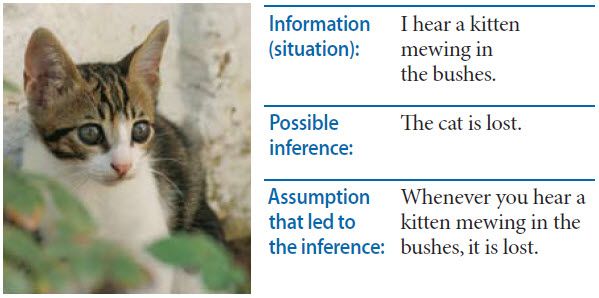 Information (situation): I hear a kitten mewing in the bushes.
Possible inference: The cat is lost.
Assumption that led to the inference: Whenever you hear a kitten mewing in the bushes, it is lost.